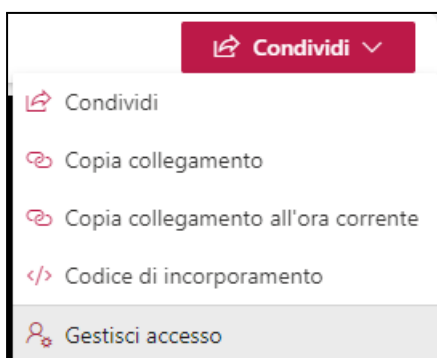 Condividi
Condividi
Copia collegamento
Copia collegamento all'ora corrente
Codice di incorporamento
Gestisci accesso